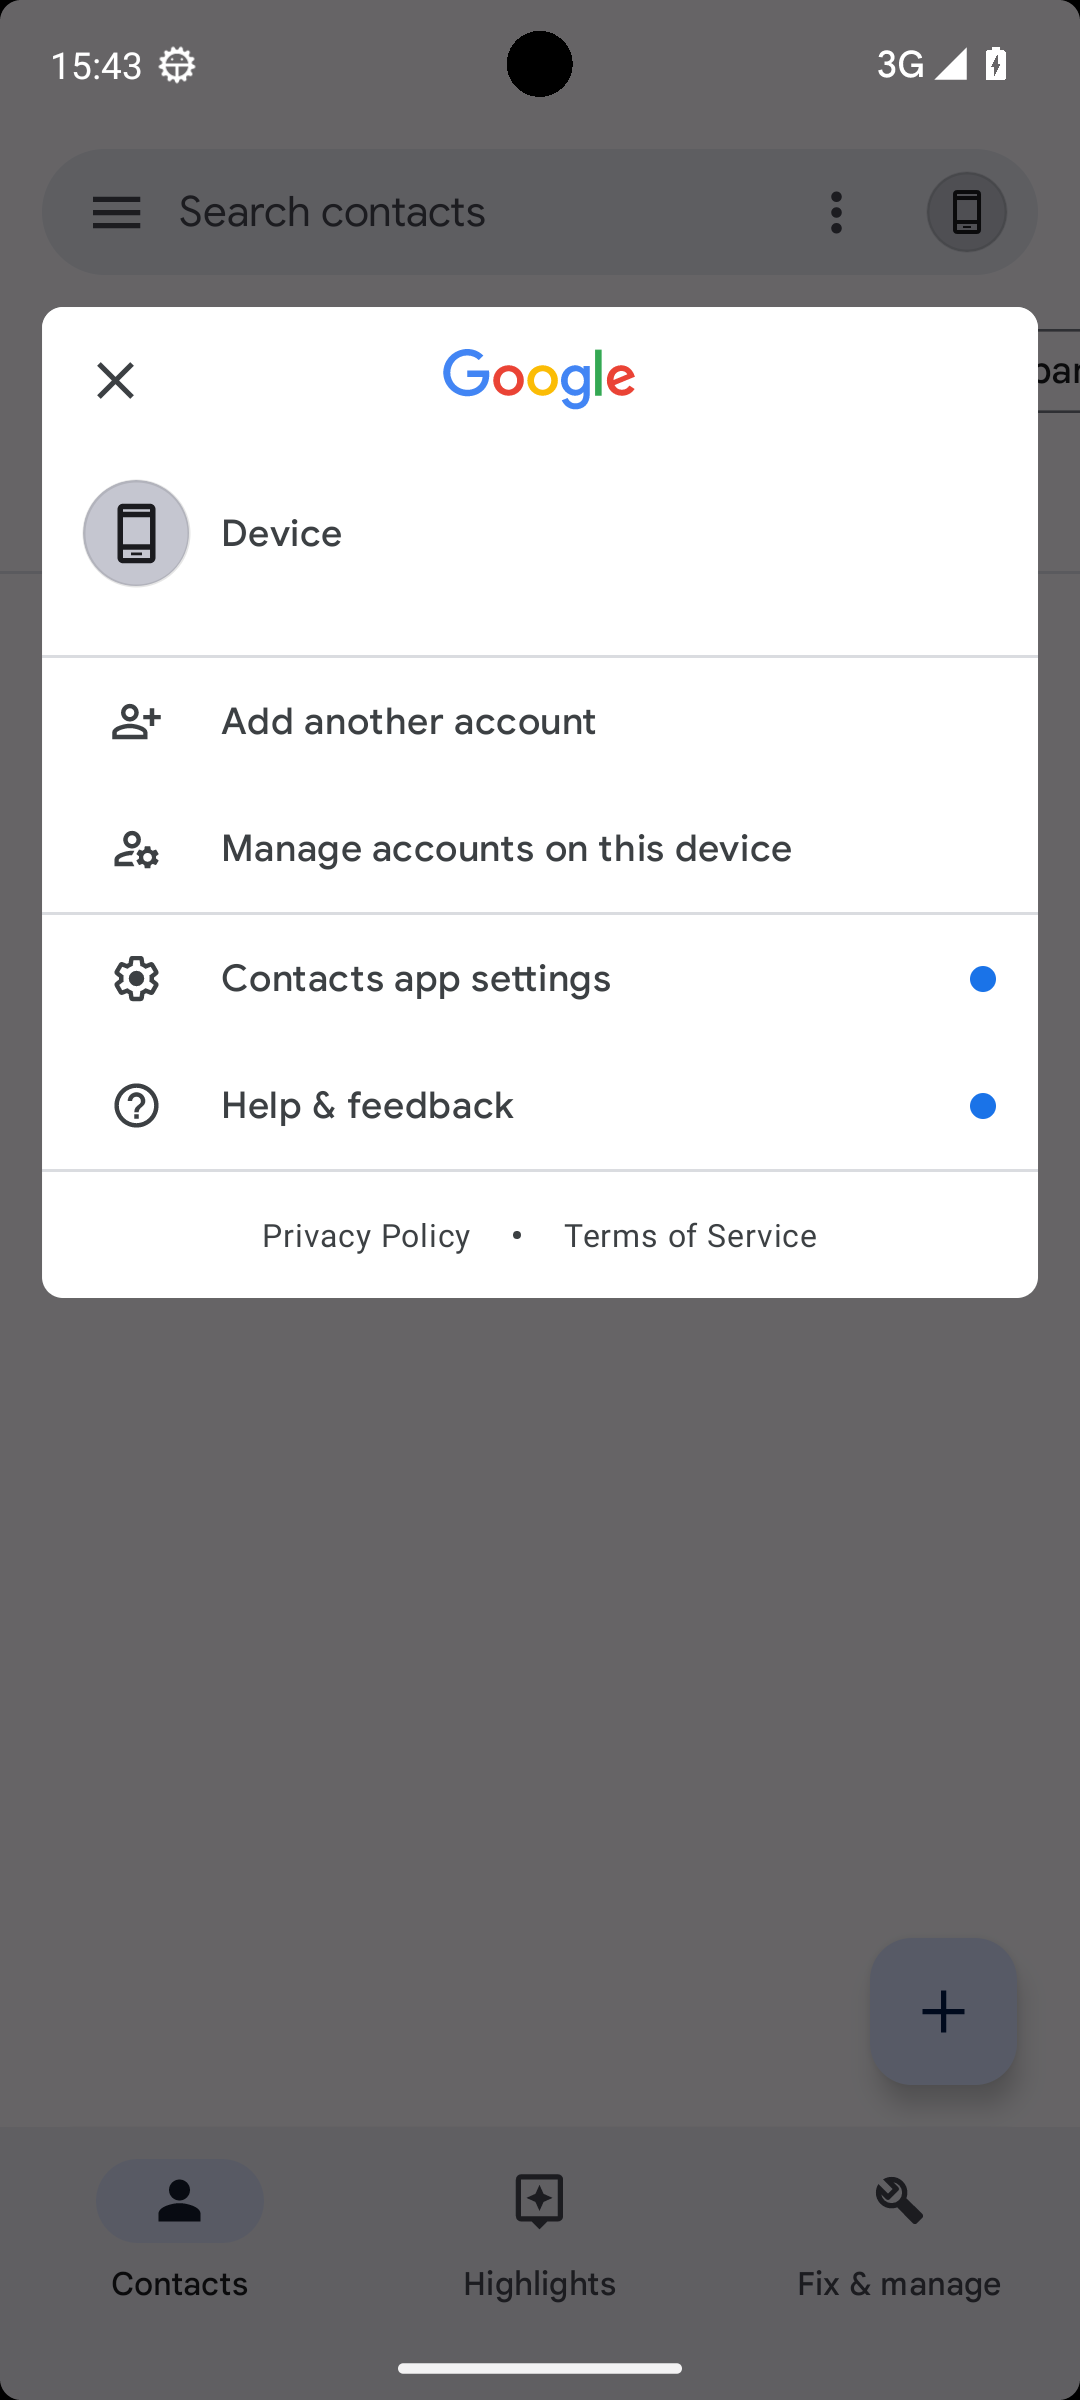 15:43
3G
Search contacts
Google
Device
Add another account
Manage accounts on this device
Contacts app settings
Help & feedback
Privacy Policy • Terms of Service
Contacts
Highlights
Fix & manage